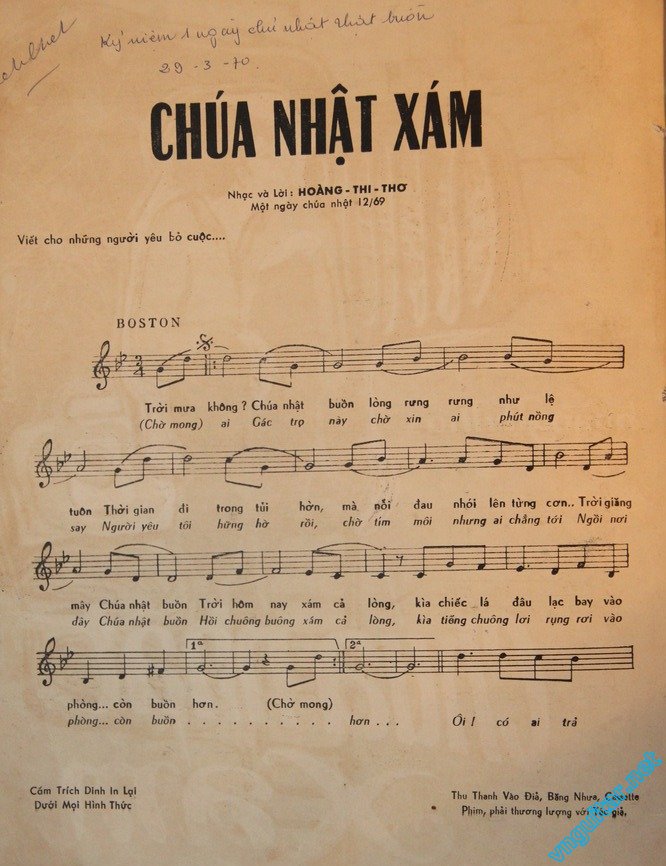 Kỷ niệm 1 ngày chủ nhát thật buồn
29 - 3 - 70.
CHÚA NHẬT XÁM
Nhạc và Lời : HOÀNG - THI - THƠ
Một ngày chúa nhật 12/69
Viết cho những người yêu bỏ cuộc....
BOSTON
Trời mưa không ? Chúa nhật buồn lòng rưng rưng như lệ
(Chờ mong) ai Gác trọ này chờ xin ai phút nồng
tuôn Thời gian đi trong tủi hờn, mà nỗi đau nhói lên từng cơn.. Trời giăng
say Người yêu tôi hững hờ rồi, chờ tím môi nhưng ai chẳng tới Ngồi nơi
mây Chúa nhật buồn Trời hôm nay xám cả lòng, kìa chiếc lá đâu lạc bay vào
đây Chúa nhật buồn Hồi chuông buông xám cả lòng, kìa tiếng chuông lơi rụng rơi vào
1ª 2ª
phòng... còn buồn hơn. (Chờ mong)
phòng... còn buồn . . . . . . . . . . hơn ... Ôi ! có ai trả
Cấm Trích Dinh In Lại
Dưới Mọi Hình Thức
Thu Thanh Vào Đĩa, Băng Nhựa, Cassette
Phim, phải thương lượng với Tác giả.